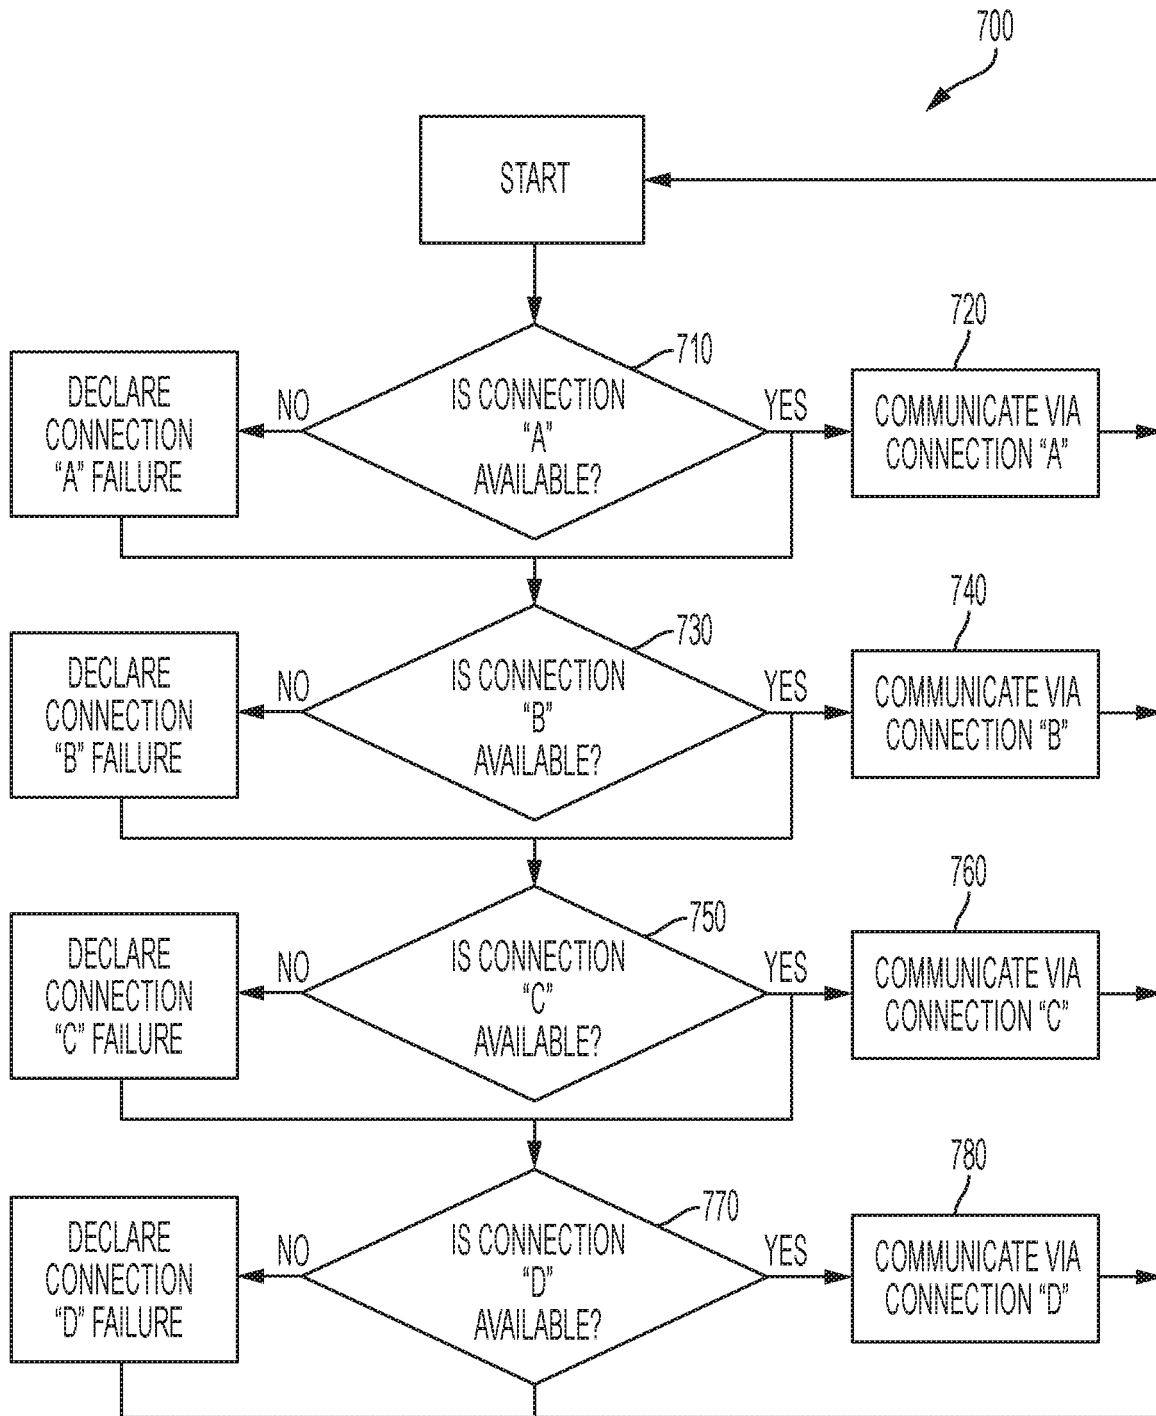 700
START
710
720
DECLARE
CONNECTION
"A" FAILURE
NO
IS CONNECTION
"A"
AVAILABLE?
YES
COMMUNICATE VIA
CONNECTION "A"
730
740
DECLARE
CONNECTION
"B" FAILURE
NO
IS CONNECTION
"B"
AVAILABLE?
YES
COMMUNICATE VIA
CONNECTION "B"
750
760
DECLARE
CONNECTION
"C" FAILURE
NO
IS CONNECTION
"C"
AVAILABLE?
YES
COMMUNICATE VIA
CONNECTION "C"
770
780
DECLARE
CONNECTION
"D" FAILURE
NO
IS CONNECTION
"D"
AVAILABLE?
YES
COMMUNICATE VIA
CONNECTION "D"